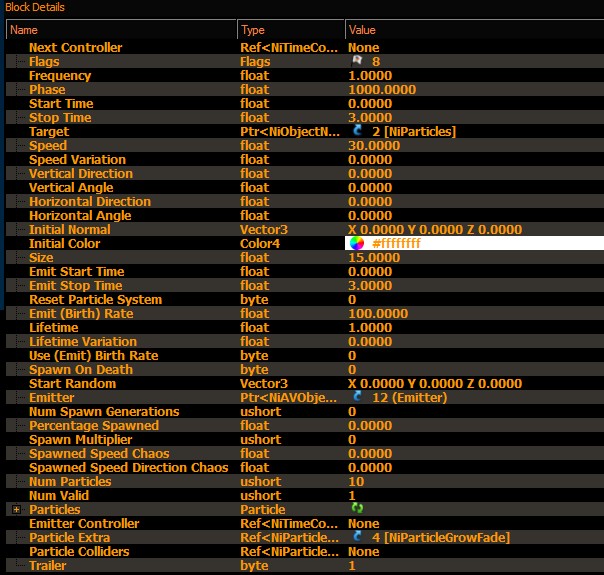 Block Details
Name Type Value
Next Controller Ref<NiTimeCo... None
Flags Flags 8
Frequency float 1.0000
Phase float 1000.0000
Start Time float 0.0000
Stop Time float 3.0000
Target Ptr<NiObjectN... 2 [NiParticles]
Speed float 30.0000
Speed Variation float 0.0000
Vertical Direction float 0.0000
Vertical Angle float 0.0000
Horizontal Direction float 0.0000
Horizontal Angle float 0.0000
Initial Normal Vector3 X 0.0000 Y 0.0000 Z 0.0000
Initial Color Color4 #ffffffff
Size float 15.0000
Emit Start Time float 0.0000
Emit Stop Time float 3.0000
Reset Particle System byte 0
Emit (Birth) Rate float 100.0000
Lifetime float 1.0000
Lifetime Variation float 0.0000
Use (Emit) Birth Rate byte 0
Spawn On Death byte 0
Start Random Vector3 X 0.0000 Y 0.0000 Z 0.0000
Emitter Ptr<NiAVObje... 12 (Emitter)
Num Spawn Generations ushort 0
Percentage Spawned float 0.0000
Spawn Multiplier ushort 0
Spawned Speed Chaos float 0.0000
Spawned Speed Direction Chaos float 0.0000
Num Particles ushort 10
Num Valid ushort 1
Particles Particle
Emitter Controller Ref<NiTimeCo... None
Particle Extra Ref<NiParticle... 4 [NiParticleGrowFade]
Particle Colliders Ref<NiParticle... None
Trailer byte 1